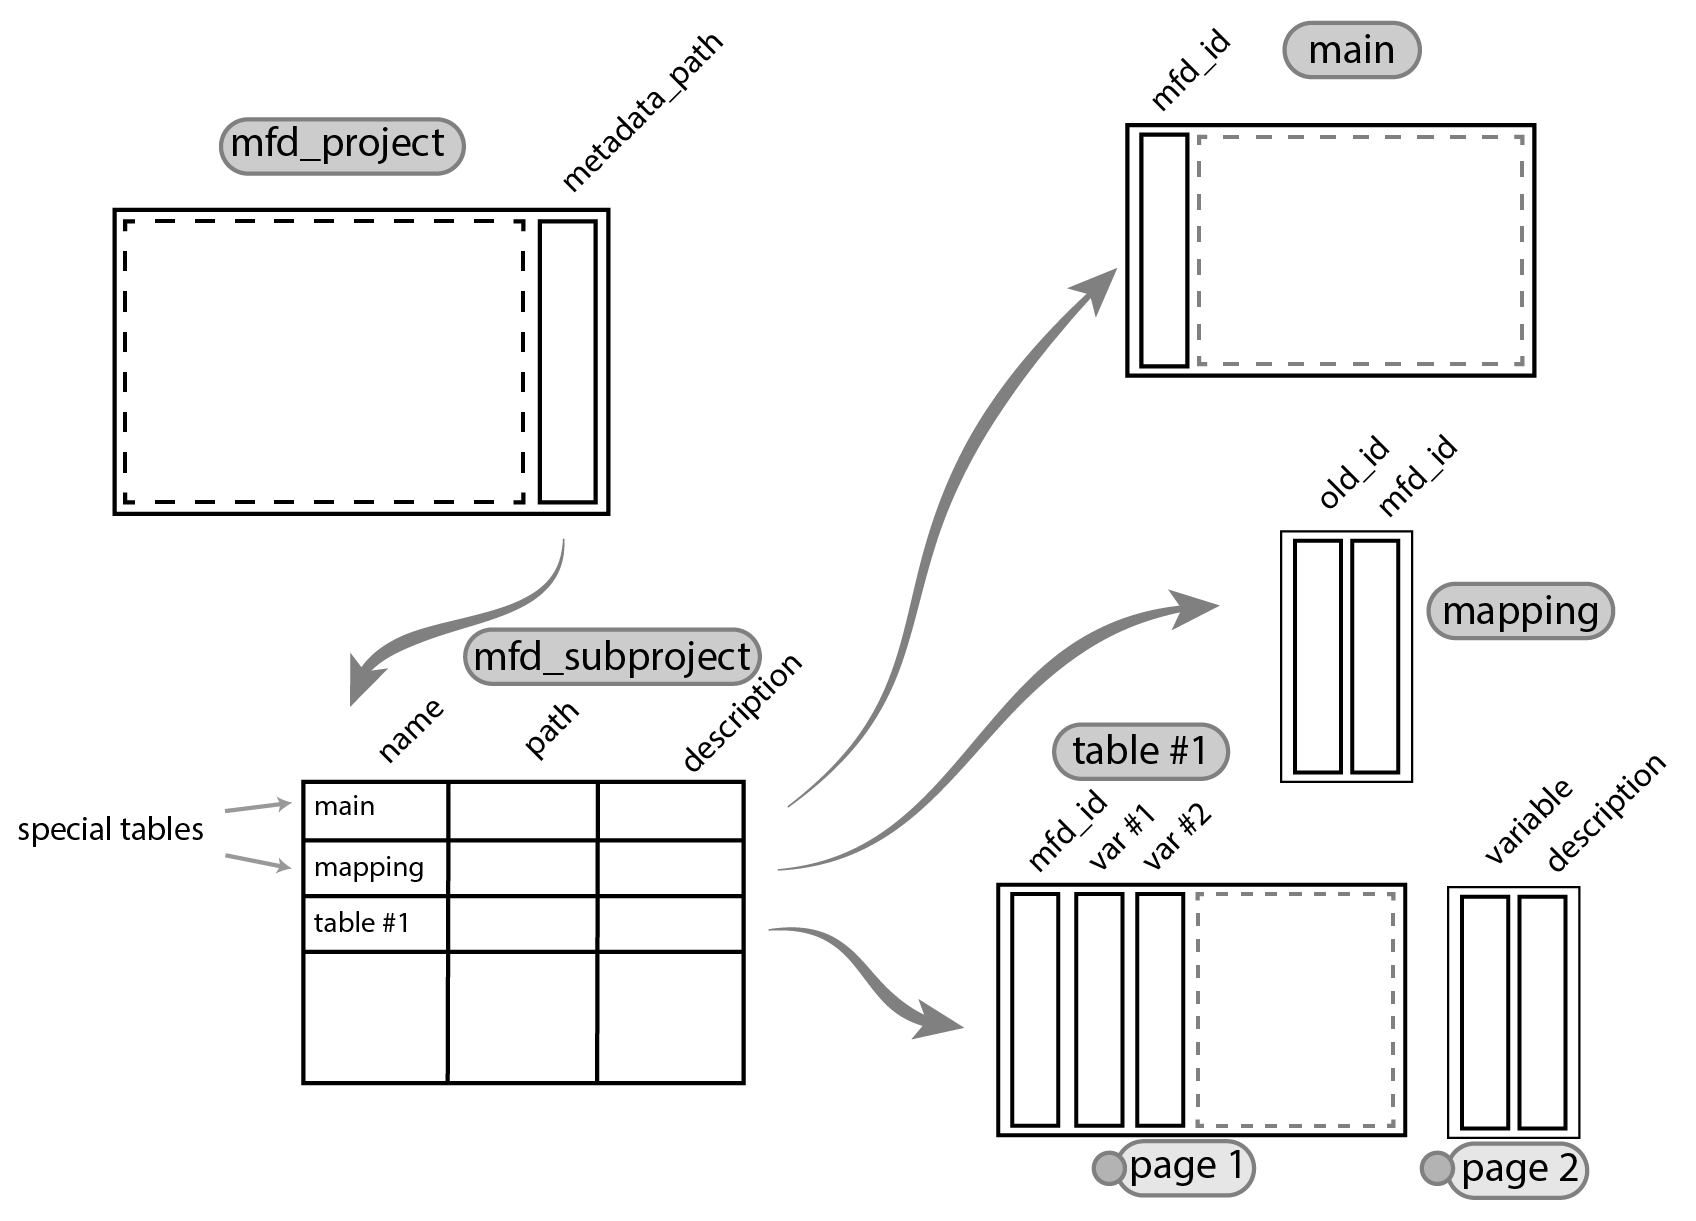 mfd_project
metadata_path
main
mfd_id
old_id
mfd_id
mapping
mfd_subproject
name
path
description
special tables
main
mapping
table #1
table #1
mfd_id
var #1
var #2
variable
description
page 1
page 2